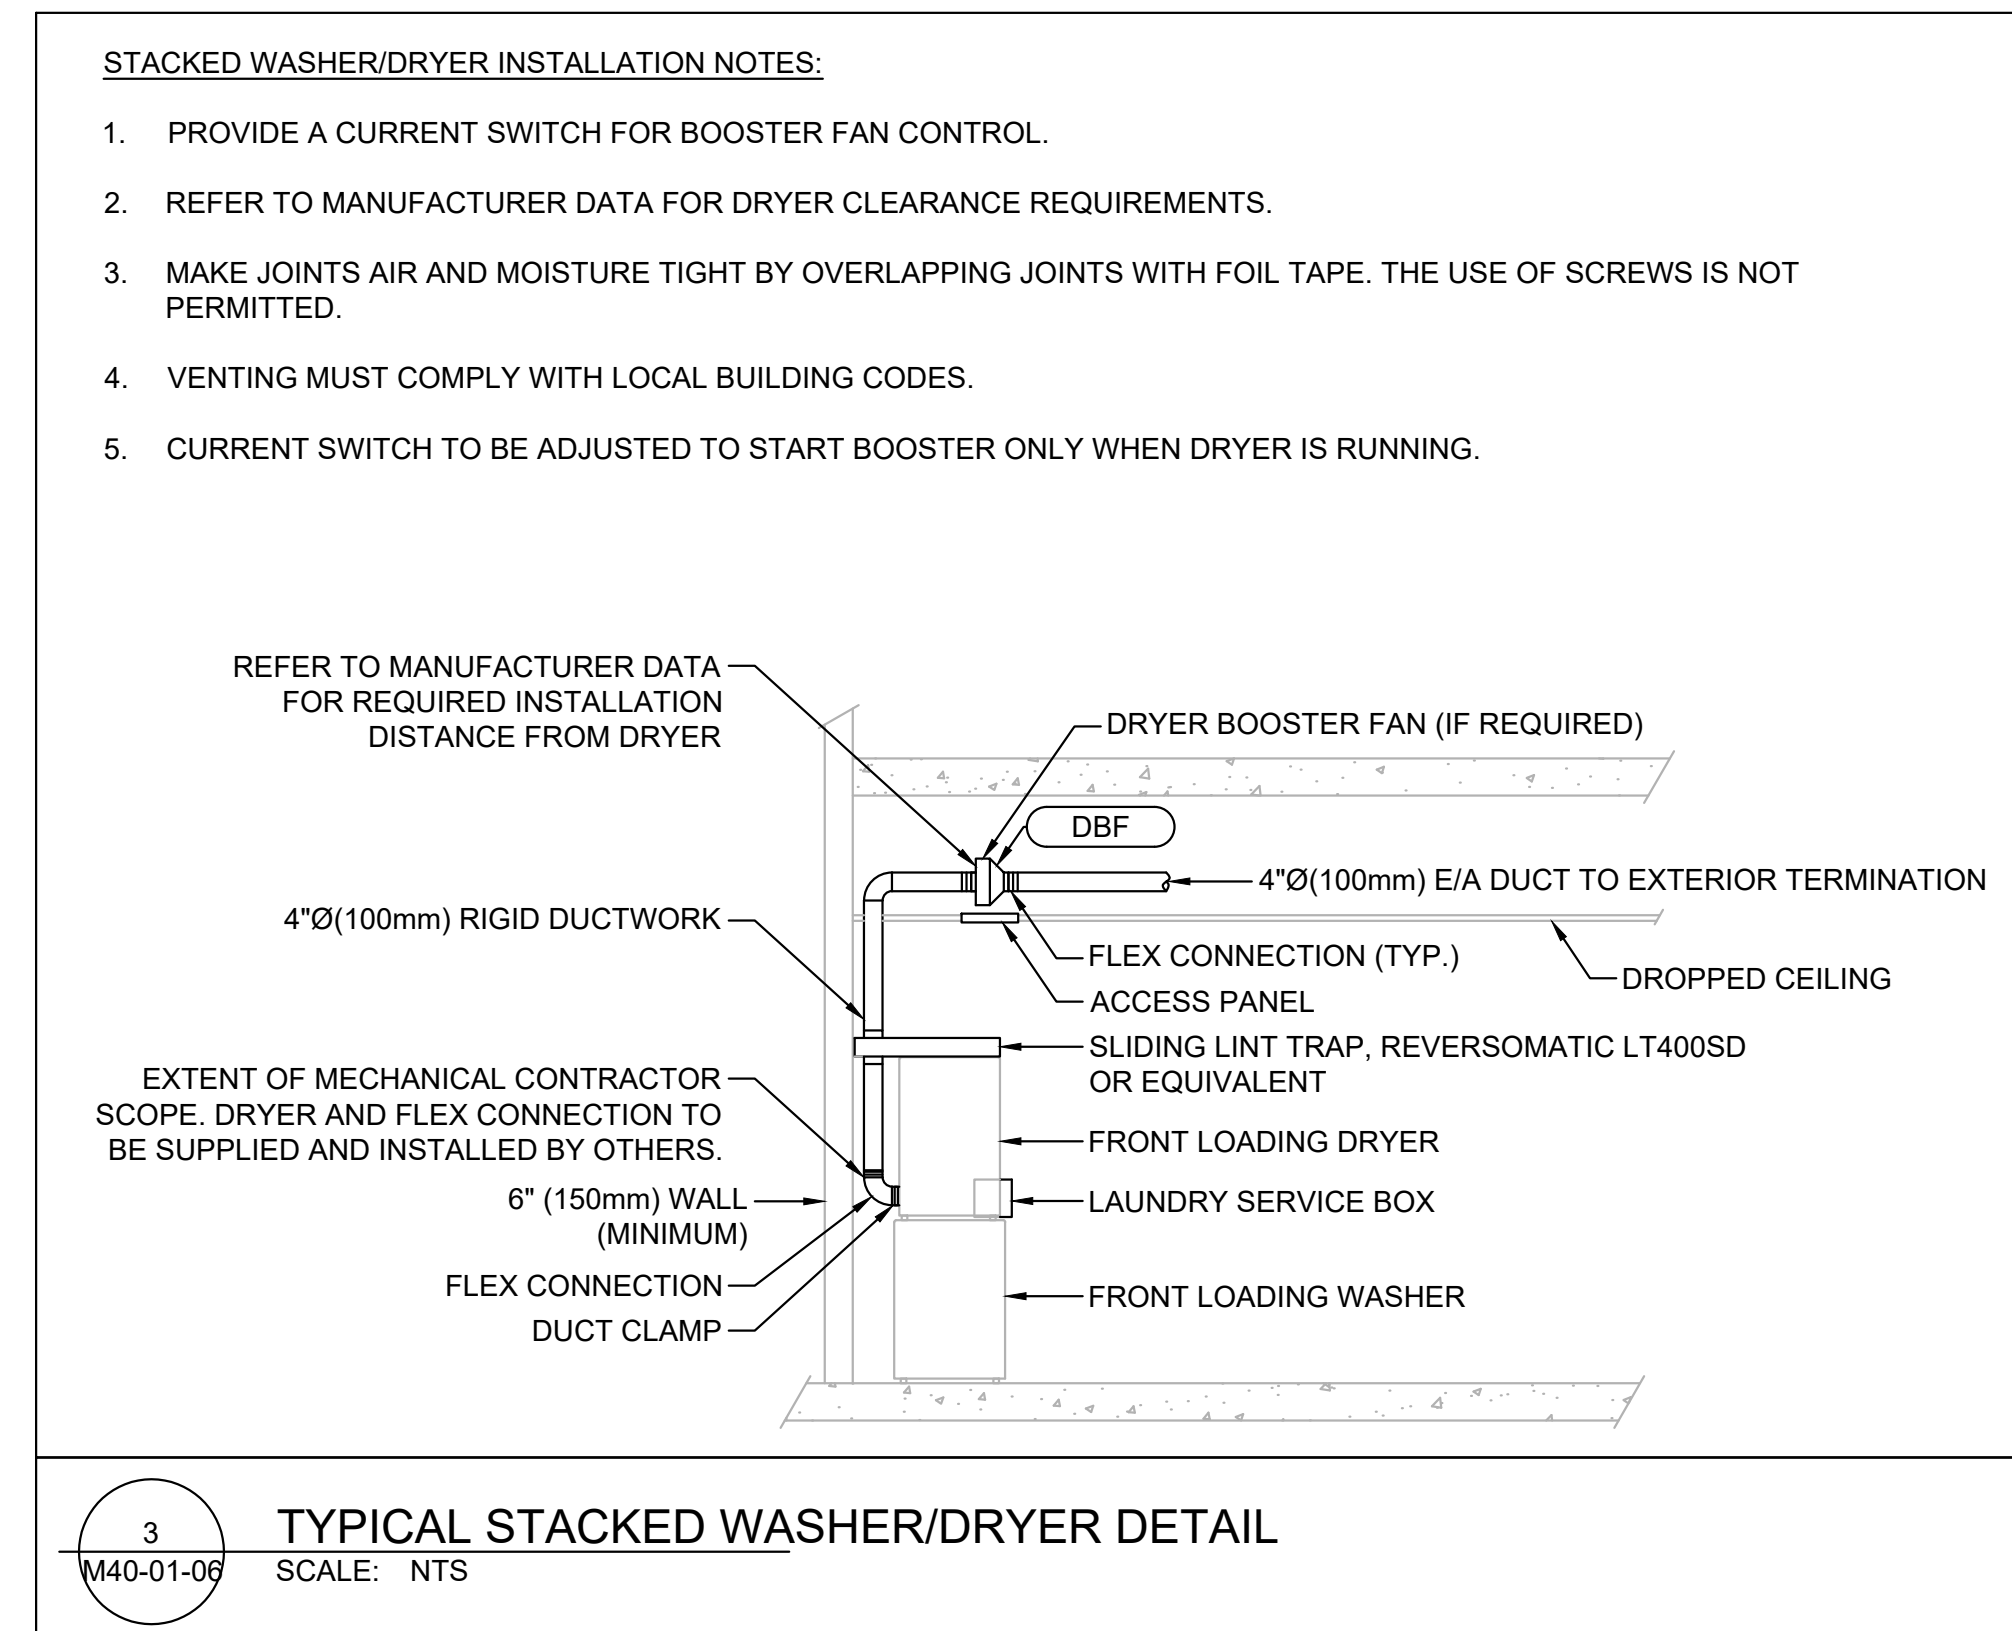 STACKED WASHER/DRYER INSTALLATION NOTES:
1. PROVIDE A CURRENT SWITCH FOR BOOSTER FAN CONTROL.
2. REFER TO MANUFACTURER DATA FOR DRYER CLEARANCE REQUIREMENTS.
3. MAKE JOINTS AIR AND MOISTURE TIGHT BY OVERLAPPING JOINTS WITH FOIL TAPE. THE USE OF SCREWS IS NOT
PERMITTED.
4. VENTING MUST COMPLY WITH LOCAL BUILDING CODES.
5. CURRENT SWITCH TO BE ADJUSTED TO START BOOSTER ONLY WHEN DRYER IS RUNNING.
REFER TO MANUFACTURER DATA
FOR REQUIRED INSTALLATION
DISTANCE FROM DRYER
DRYER BOOSTER FAN (IF REQUIRED)
DBF
4"Ø(100mm) E/A DUCT TO EXTERIOR TERMINATION
4"Ø(100mm) RIGID DUCTWORK
FLEX CONNECTION (TYP.)
DROPPED CEILING
ACCESS PANEL
SLIDING LINT TRAP, REVERSOMATIC LT400SD
OR EQUIVALENT
EXTENT OF MECHANICAL CONTRACTOR
SCOPE. DRYER AND FLEX CONNECTION TO
BE SUPPLIED AND INSTALLED BY OTHERS.
FRONT LOADING DRYER
6" (150mm) WALL
(MINIMUM)
LAUNDRY SERVICE BOX
FLEX CONNECTION
FRONT LOADING WASHER
DUCT CLAMP
3
M40-01-06
TYPICAL STACKED WASHER/DRYER DETAIL
SCALE: NTS